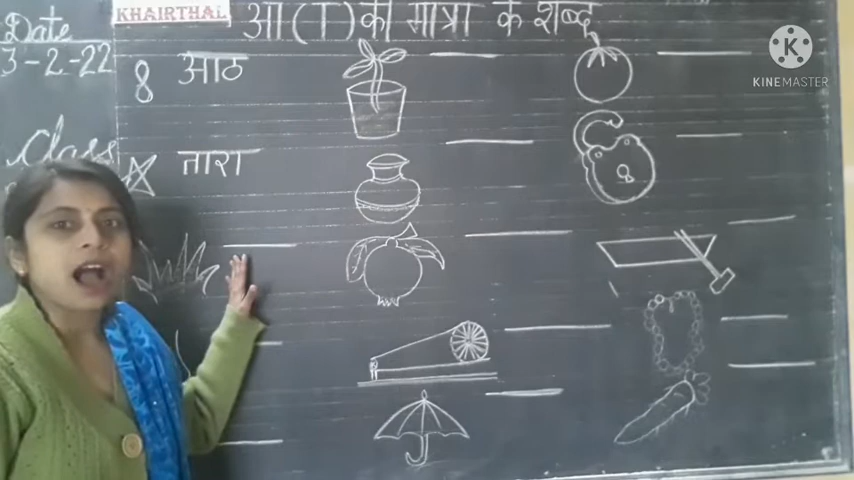 Date
3-2-22
Class
KHAIRTHAL
आ(ा)की मात्रा के शब्द
8 आठ
तारा
KINEMASTER